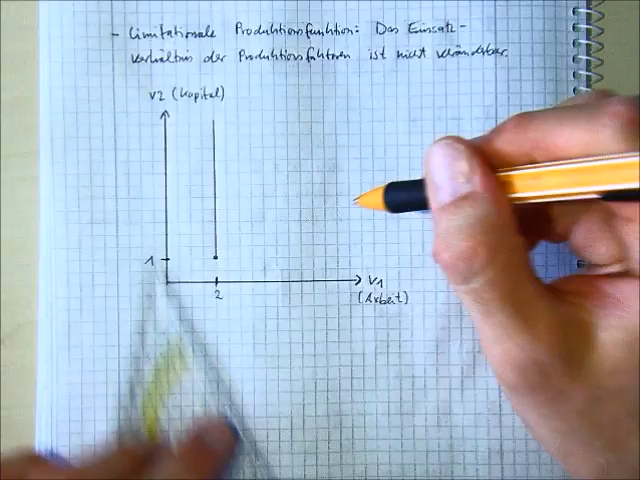 - Limitationale Produktionsfunktion: Das Einsatz-
verhältnis der Produktionsfaktoren ist nicht veränderbar.
V2 (Kapital)
1
2
V1
(Arbeit)